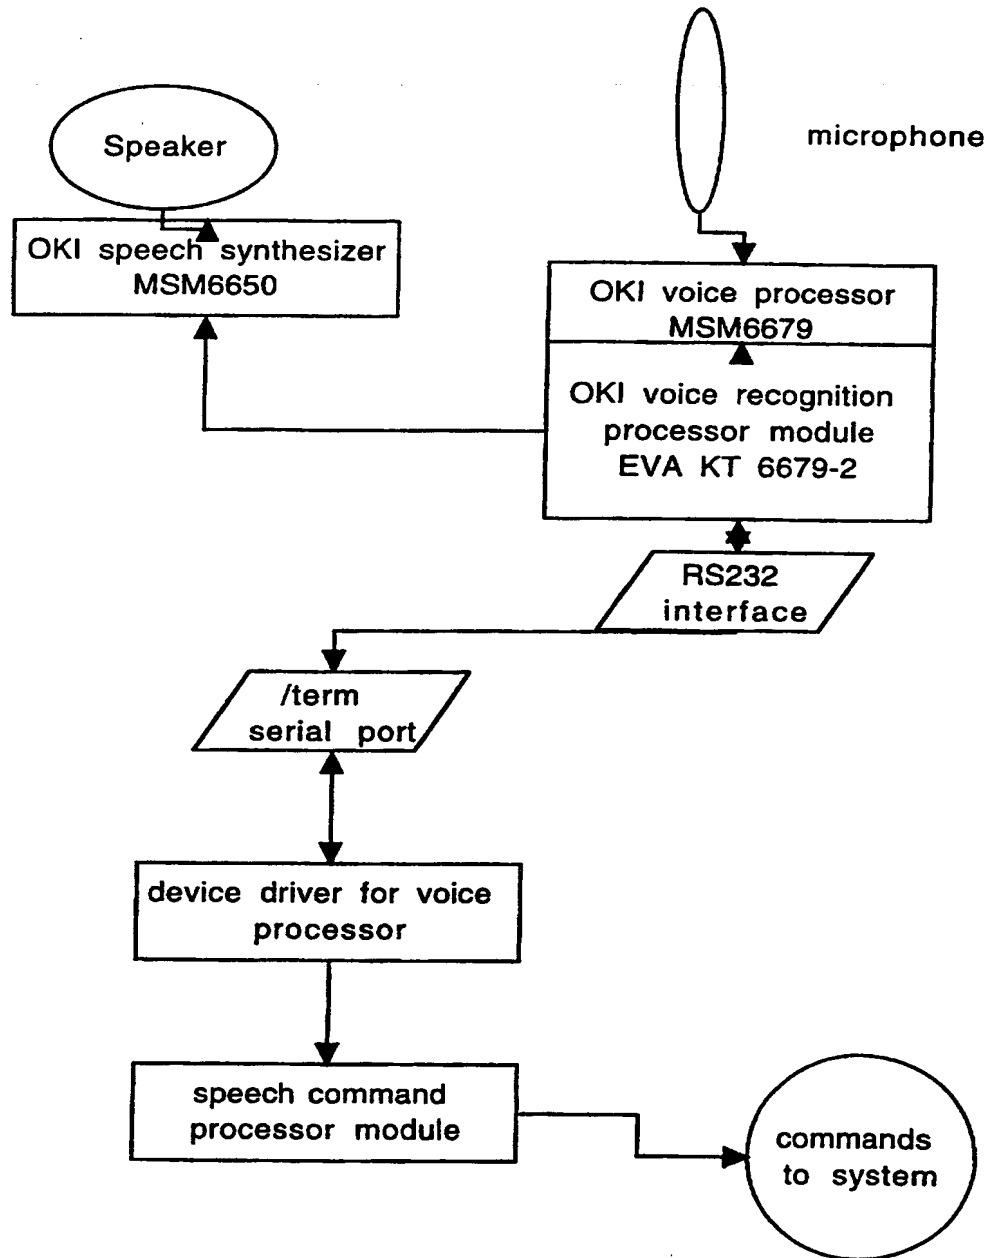 Speaker
microphone
OKI speech synthesizer
MSM6650
OKI voice processor
MSM6679
OKI voice recognition
processor module
EVA KT 6679-2
RS232
interface
/term
serial port
device driver for voice
processor
speech command
processor module
commands
to system